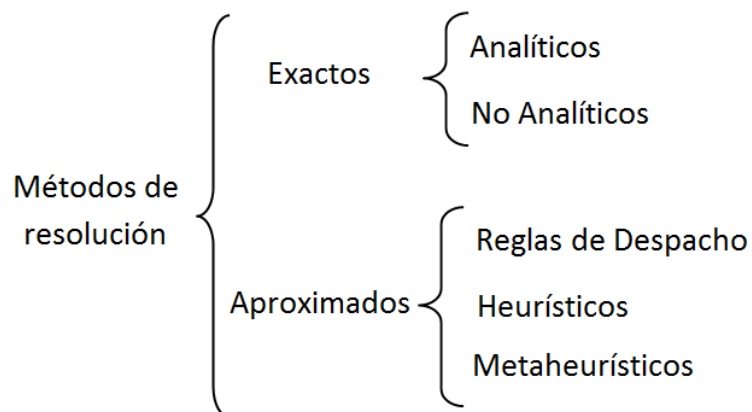 Métodos de
resolución
Exactos
Analíticos
No Analíticos
Aproximados
Reglas de Despacho
Heurísticos
Metaheurísticos